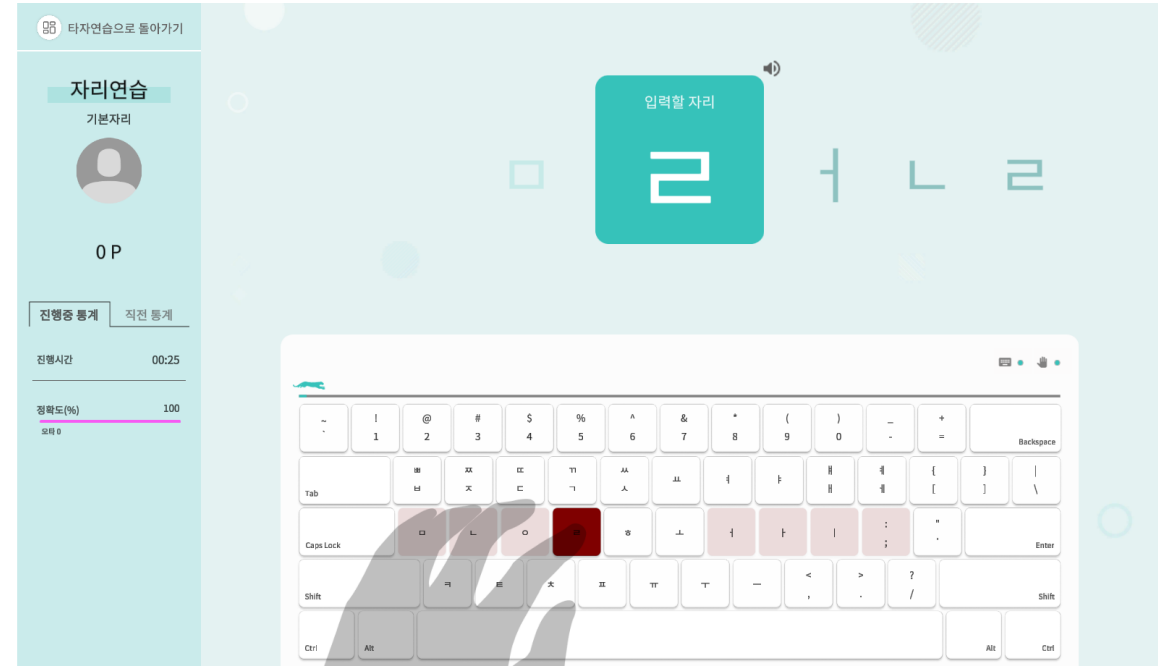 타자연습으로 돌아가기
자리연습
기본자리
0 P
진행중 통계 직전 통계
진행시간 00:25
정확도(%) 100
오타 0
입력할 자리
ㅁ ㄹ ㅓ ㄴ ㄹ
~ ! @ # $ % ^ & * ( ) _ +
` 1 2 3 4 5 6 7 8 9 0 - = Backspace
ㅃ ㅉ ㄸ ㄲ ㅆ ㅒ ㅖ { } |
Tab ㅂ ㅈ ㄷ ㄱ ㅅ ㅛ ㅕ ㅑ ㅐ ㅔ [ ] \
: "
Caps Lock ㅁ ㄴ ㅇ ㅎ ㅗ ㅓ ㅏ ㅣ ; Enter
< > ?
Shift ㅋ ㅌ ㅊ ㅍ ㅠ ㅜ ㅡ , . / Shift
Ctrl Alt Alt Ctrl